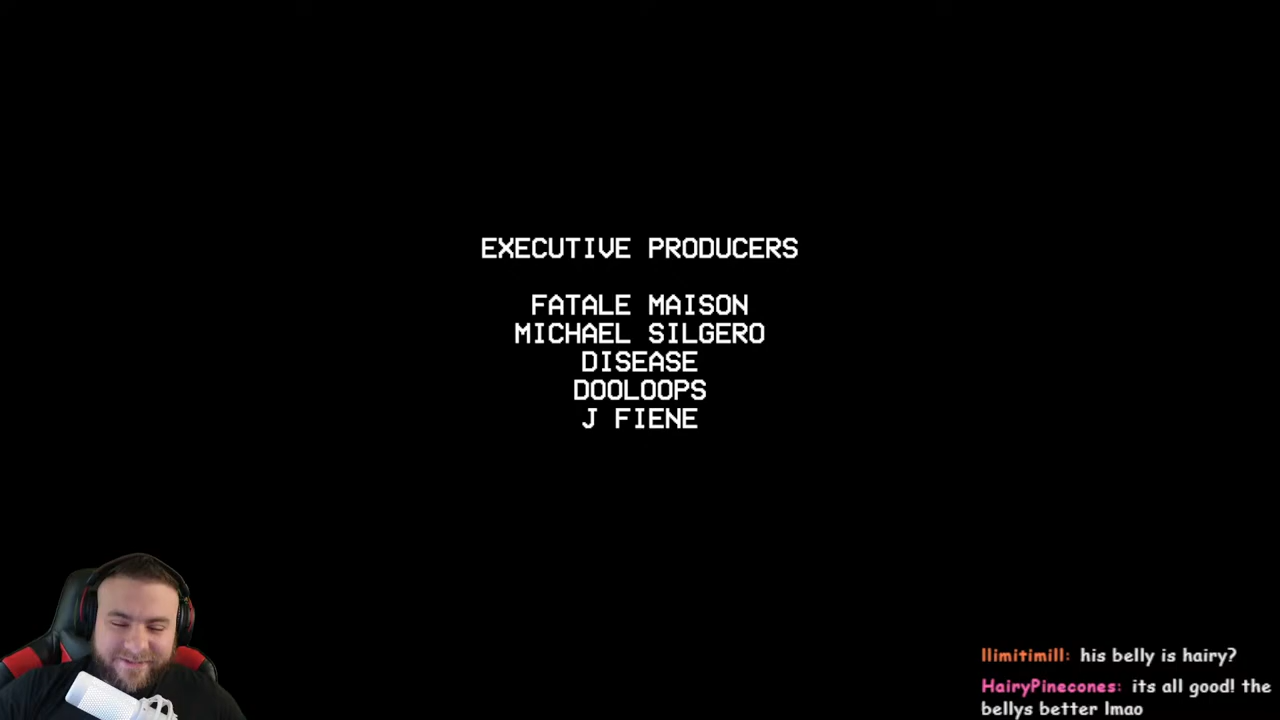 EXECUTIVE PRODUCERS
FATALE MAISON
MICHAEL SILGERO
DISEASE
DOOLOOPS
J FIENE
llimitimill: his belly is hairy?
HairyPinecones: its all good! the
bellys better lmao